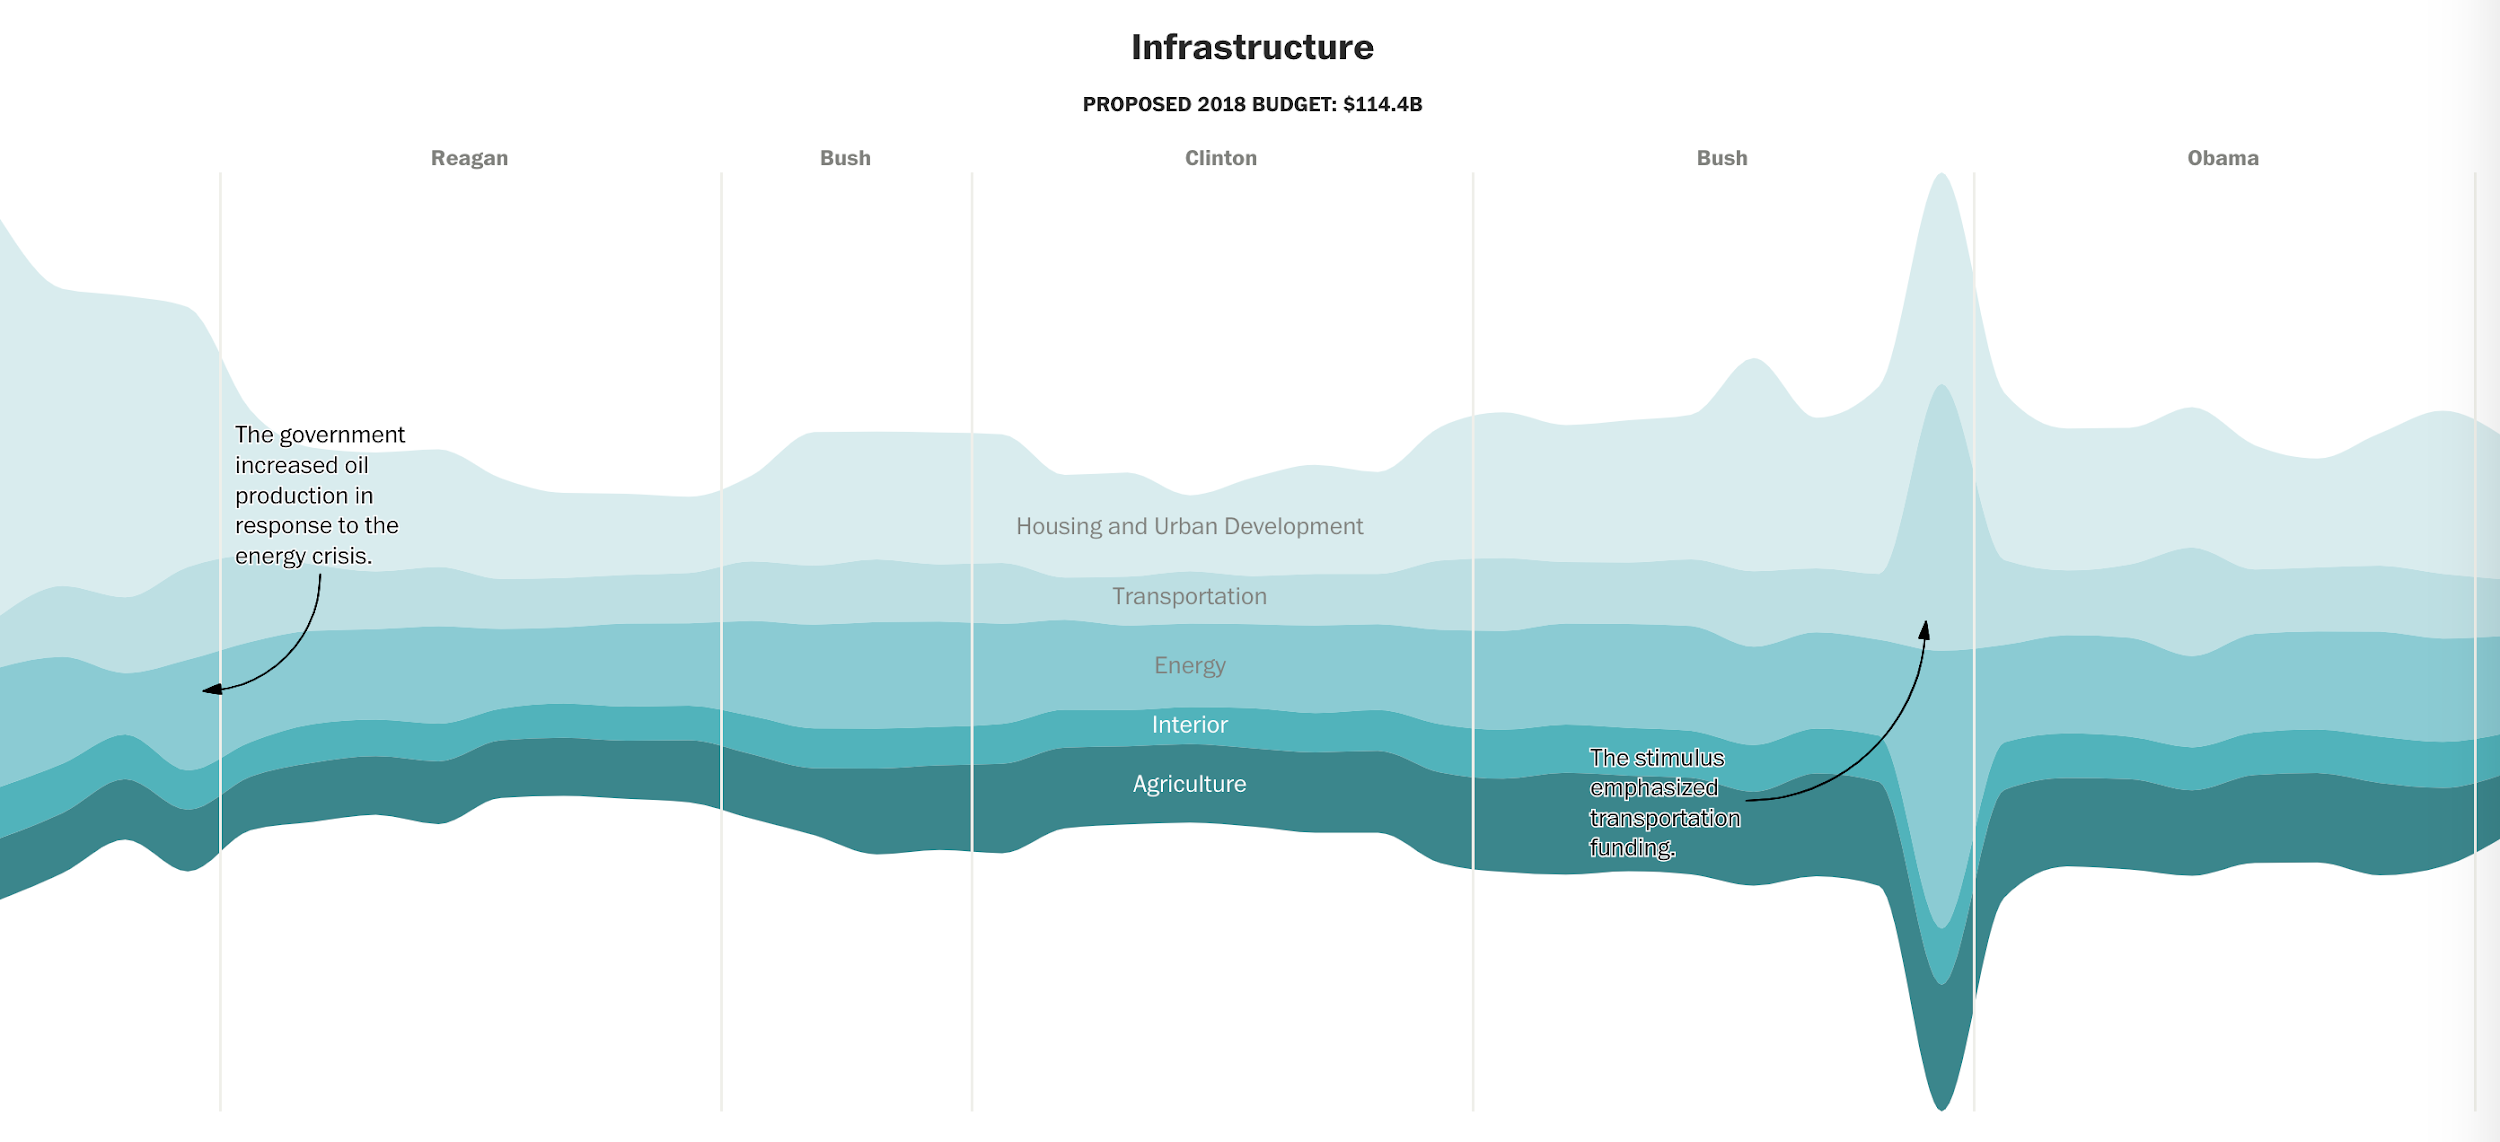 Infrastructure
PROPOSED 2018 BUDGET: $114.4B
Reagan
Bush
Clinton
Bush
Obama
The government
increased oil
production in
response to the
energy crisis.
Housing and Urban Development
Transportation
Energy
Interior
Agriculture
The stimulus
emphasized
transportation
funding.